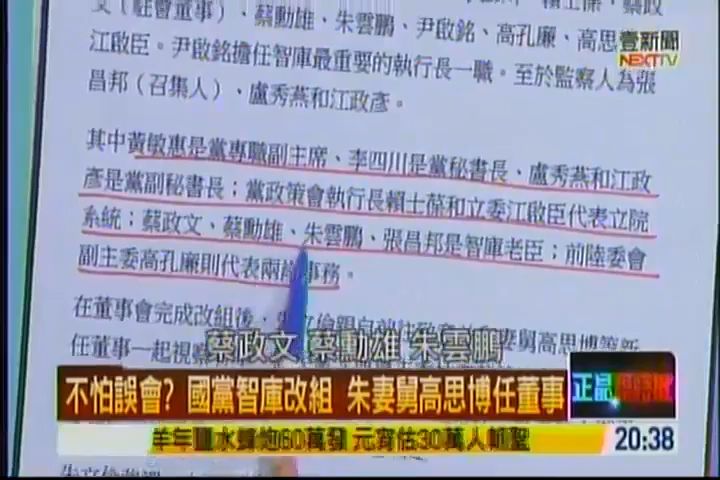 文（駐會董事）、蔡勳雄、朱雲鵬、尹啟銘、高孔廉、高思
江啟臣。尹啟銘擔任智庫最重要的執行長一職。至於監察人為張
昌邦（召集人）、盧秀燕和江政彥。
壹新聞
NEXTTV
其中黃敏惠是黨專職副主席、李四川是黨秘書長、盧秀燕和江政
彥是黨副秘書長；黨政策會執行長賴士葆和立委江啟臣代表立院
系統；蔡政文、蔡勳雄、朱雲鵬、張昌邦是智庫老臣；前陸委會
副主委高孔廉則代表兩岸事務。
在董事會完成改組後，
妻舅高思博等新
任董事一起視察
蔡政文 蔡勳雄 朱雲鵬
不怕誤會？ 國黨智庫改組 朱妻舅高思博任董事
正晶
羊年鹽水蜂炮60萬發 元宵估30萬人朝聖
20:38